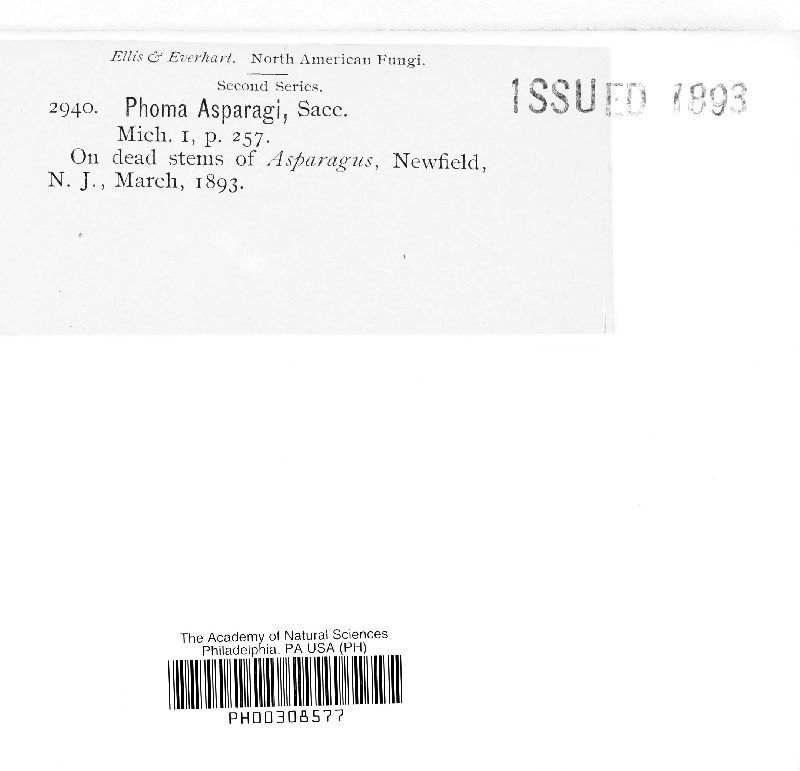 Ellis & Everhart. North American Fungi.
Second Series.
ISSUED 1893
2940. Phoma Asparagi, Sacc.
Mich. 1, p. 257.
On dead stems of Asparagus, Newfield,
N. J., March, 1893.
The Academy of Natural Sciences
Philadelphia, PA USA (PH)
PH00308577